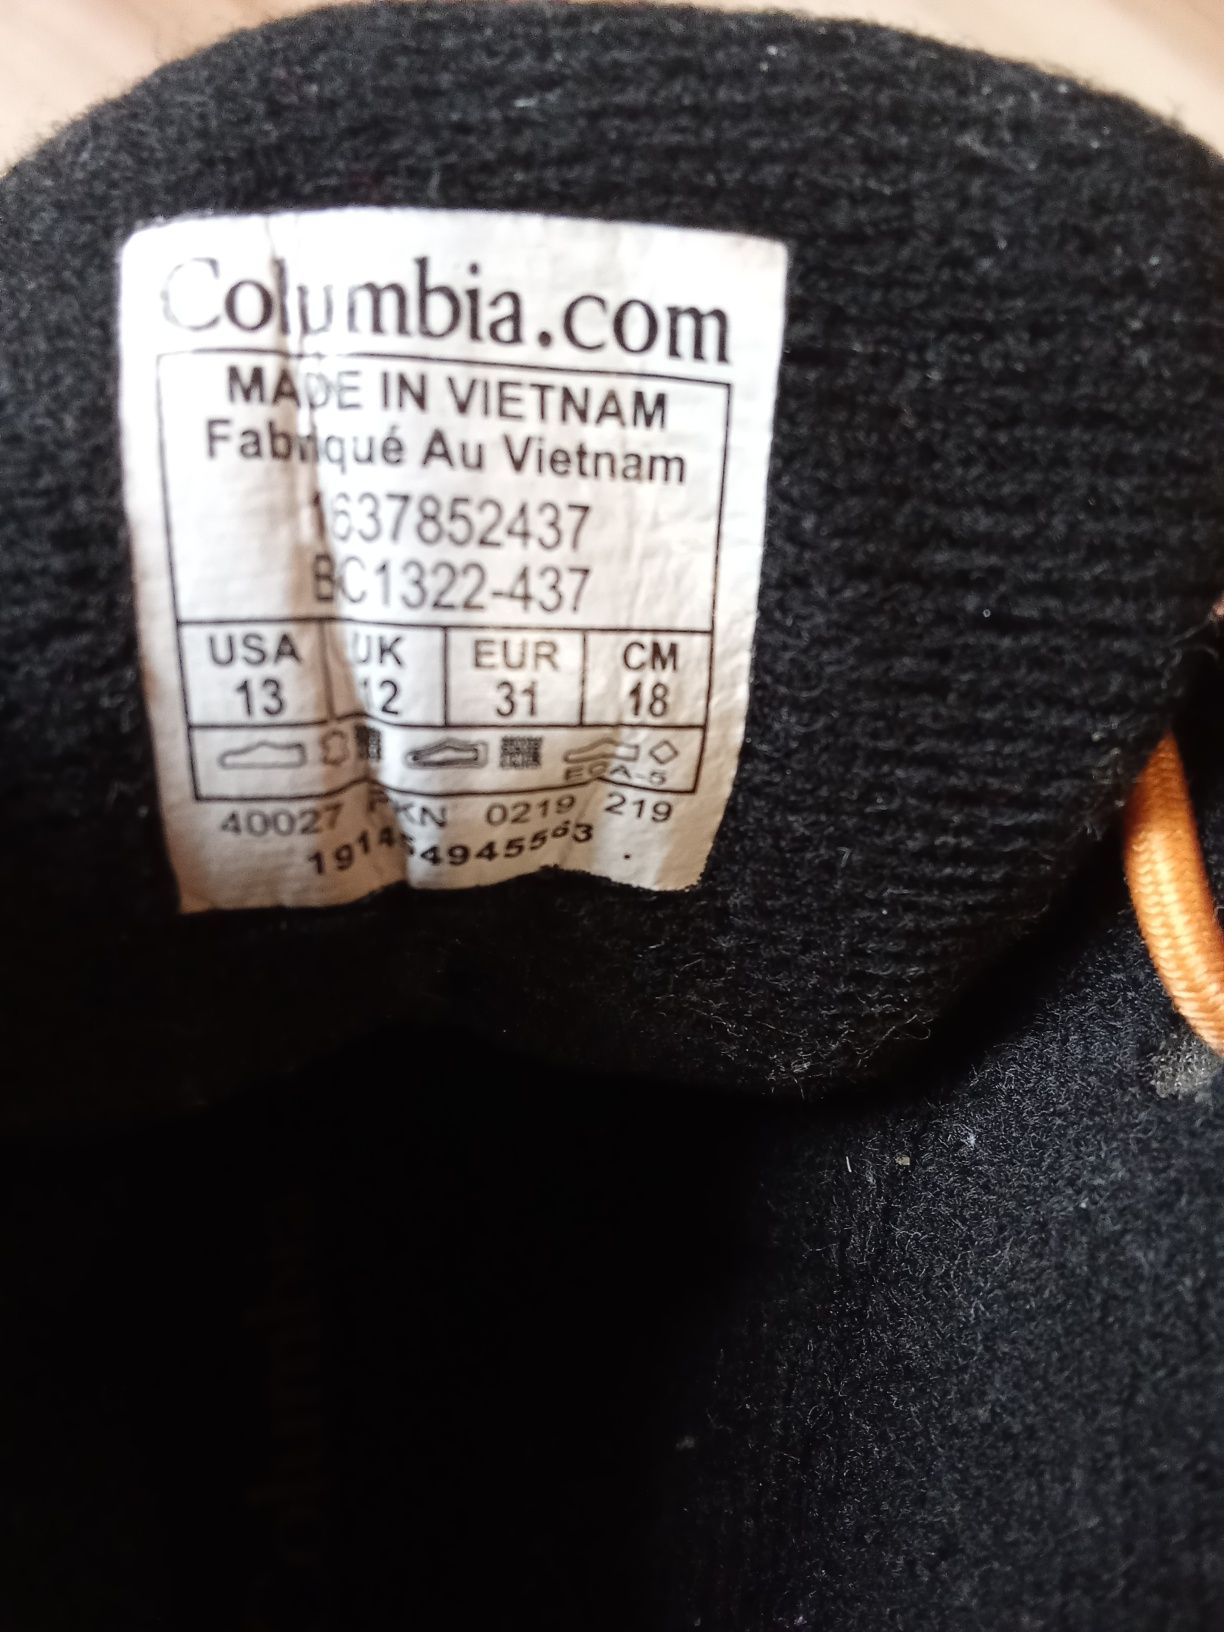 Columbia.com
MADE IN VIETNAM
Fabriqué Au Vietnam
1637852437
BC1322-437
USA UK EUR CM
13 12 31 18
EQA-5
40027 PKN 0219 219